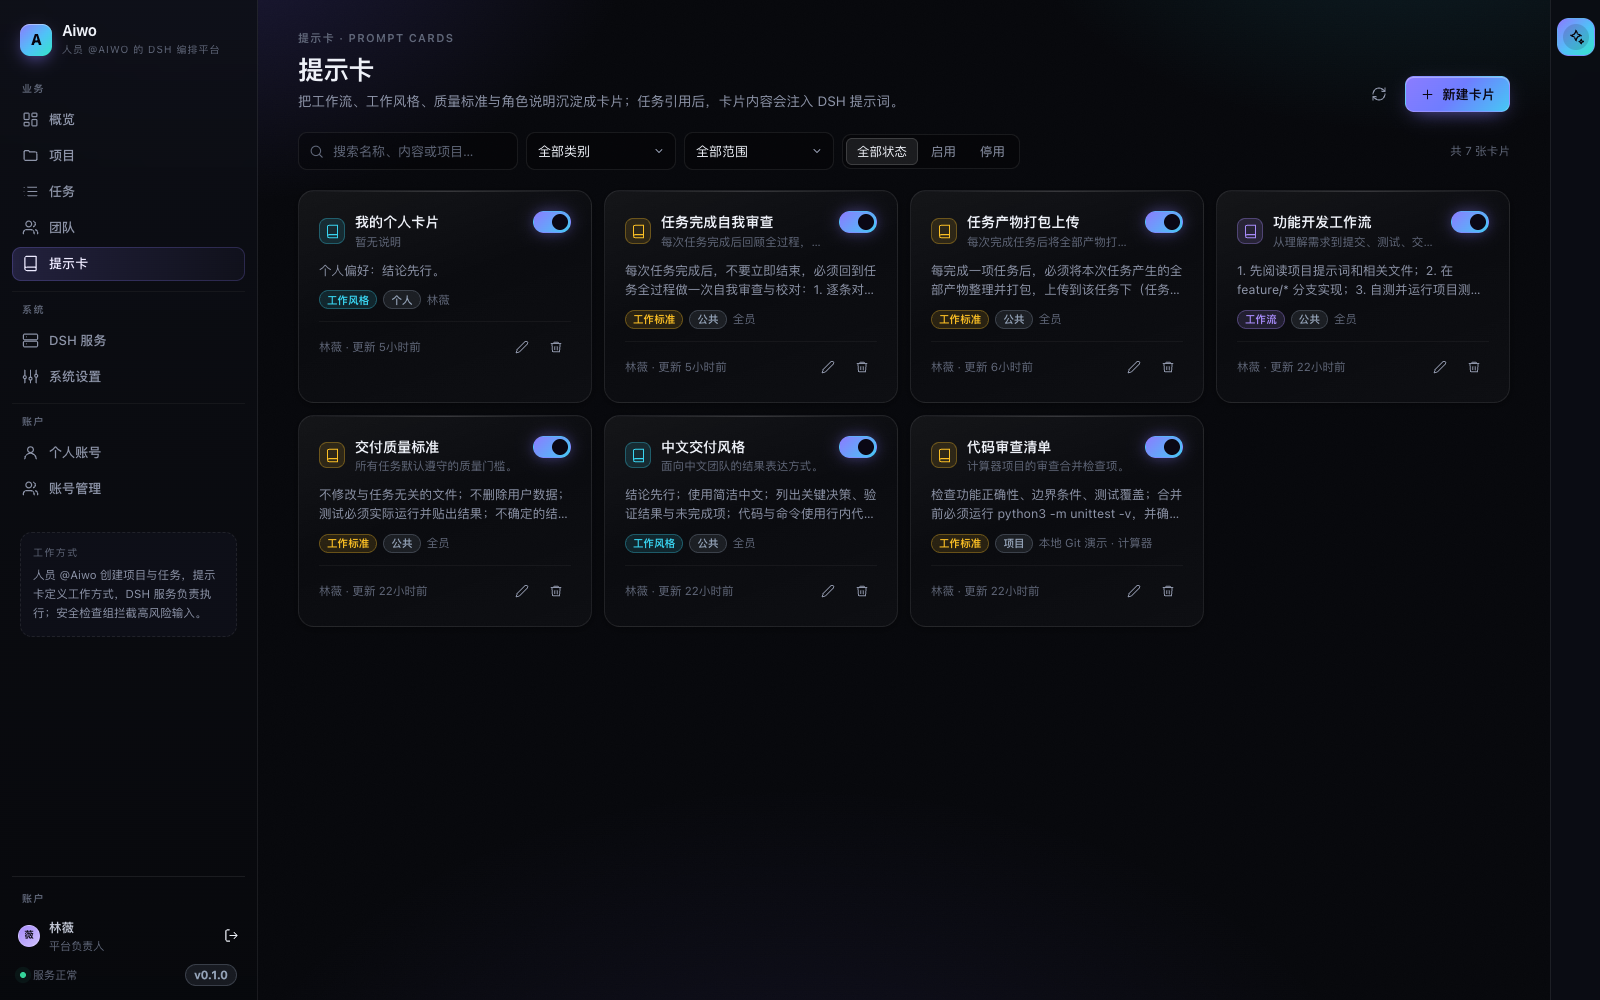 A
Aiwo
人员 @AIWO 的 DSH 编排平台
业务
概览
项目
任务
团队
提示卡
系统
DSH 服务
系统设置
账户
个人账号
账号管理
工作方式
人员 @Aiwo 创建项目与任务，提示
卡定义工作方式，DSH 服务负责执
行；安全检查组拦截高风险输入。
账户
薇
林薇
平台负责人
服务正常
v0.1.0
提示卡 · PROMPT CARDS
提示卡
把工作流、工作风格、质量标准与角色说明沉淀成卡片；任务引用后，卡片内容会注入 DSH 提示词。
新建卡片
搜索名称、内容或项目...
全部类别
全部范围
全部状态
启用
停用
共 7 张卡片
我的个人卡片
暂无说明
个人偏好：结论先行。
工作风格
个人
林薇
林薇 · 更新 5小时前
任务完成自我审查
每次任务完成后回顾全过程，...
每次任务完成后，不要立即结束，必须回到任
务全过程做一次自我审查与校对：1. 逐条对...
工作标准
公共
全员
林薇 · 更新 5小时前
任务产物打包上传
每次完成任务后将全部产物打...
每完成一项任务后，必须将本次任务产生的全
部产物整理并打包，上传到该任务下（任务...
工作标准
公共
全员
林薇 · 更新 6小时前
功能开发工作流
从理解需求到提交、测试、交...
1. 先阅读项目提示词和相关文件；2. 在
feature/* 分支实现；3. 自测并运行项目测...
工作流
公共
全员
林薇 · 更新 22小时前
交付质量标准
所有任务默认遵守的质量门槛。
不修改与任务无关的文件；不删除用户数据；
测试必须实际运行并贴出结果；不确定的结...
工作标准
公共
全员
林薇 · 更新 22小时前
中文交付风格
面向中文团队的结果表达方式。
结论先行；使用简洁中文；列出关键决策、验
证结果与未完成项；代码与命令使用行内代...
工作风格
公共
全员
林薇 · 更新 22小时前
代码审查清单
计算器项目的审查合并检查项。
检查功能正确性、边界条件、测试覆盖；合并
前必须运行 python3 -m unittest -v，并确...
工作标准
项目
本地 Git 演示 · 计算器
林薇 · 更新 22小时前